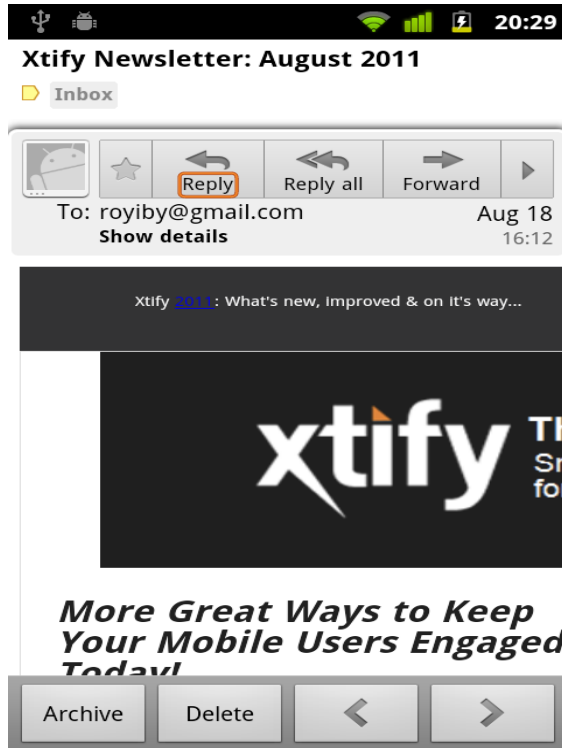 20:29
Xtify Newsletter: August 2011
Inbox
Reply
Reply all
Forward
To: royiby@gmail.com
Aug 18
Show details
16:12
Xtify 2011: What's new, improved & on it's way...
xtify
More Great Ways to Keep
Your Mobile Users Engaged
Today!
Archive
Delete